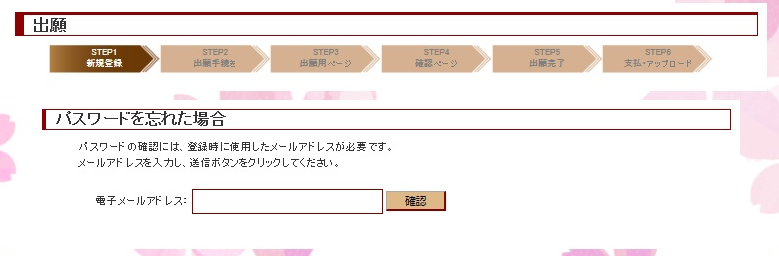 出願
STEP1
新規登録
STEP2
出願手続き
STEP3
出願用ページ
STEP4
確認ページ
STEP5
出願完了
STEP6
支払・アップロード
パスワードを忘れた場合
パスワードの確認には、登録時に使用したメールアドレスが必要です。
メールアドレスを入力し、送信ボタンをクリックしてください。
電子メールアドレス: 確認